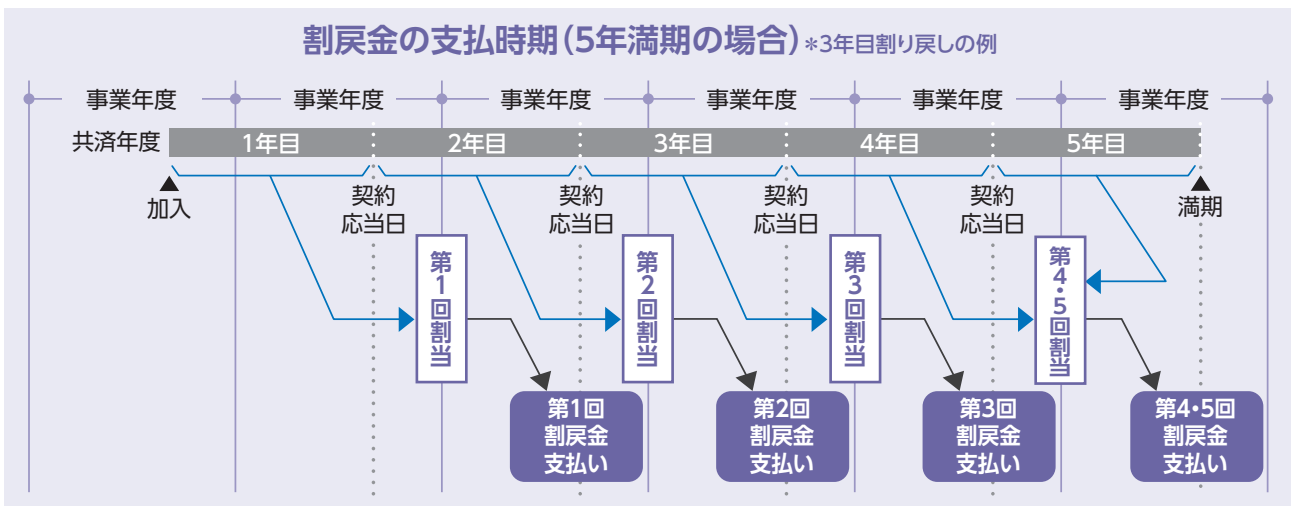 割戻金の支払時期（5年満期の場合）＊3年目割り戻しの例
事業年度 事業年度 事業年度 事業年度 事業年度 事業年度
共済年度 1年目 2年目 3年目 4年目 5年目
▲ ▲
加入 契約 契約 契約 契約 満期
応当日 応当日 応当日 応当日
第1回割当
第2回割当
第3回割当
第4・5回割当
第1回
割戻金
支払い
第2回
割戻金
支払い
第3回
割戻金
支払い
第4・5回
割戻金
支払い